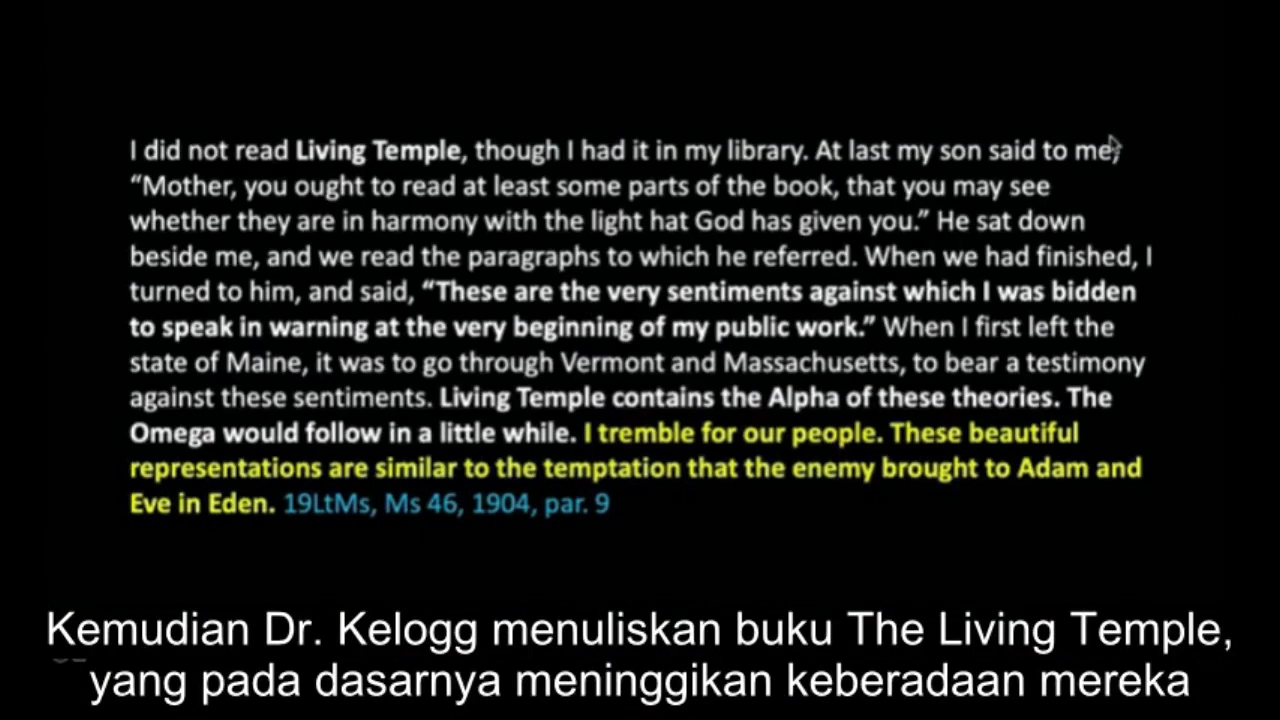 I did not read Living Temple, though I had it in my library. At last my son said to me,
“Mother, you ought to read at least some parts of the book, that you may see
whether they are in harmony with the light hat God has given you.” He sat down
beside me, and we read the paragraphs to which he referred. When we had finished, I
turned to him, and said, “These are the very sentiments against which I was bidden
to speak in warning at the very beginning of my public work.” When I first left the
state of Maine, it was to go through Vermont and Massachusetts, to bear a testimony
against these sentiments. Living Temple contains the Alpha of these theories. The
Omega would follow in a little while. I tremble for our people. These beautiful
representations are similar to the temptation that the enemy brought to Adam and
Eve in Eden. 19LtMs, Ms 46, 1904, par. 9
Kemudian Dr. Kelogg menuliskan buku The Living Temple,
yang pada dasarnya meninggikan keberadaan mereka